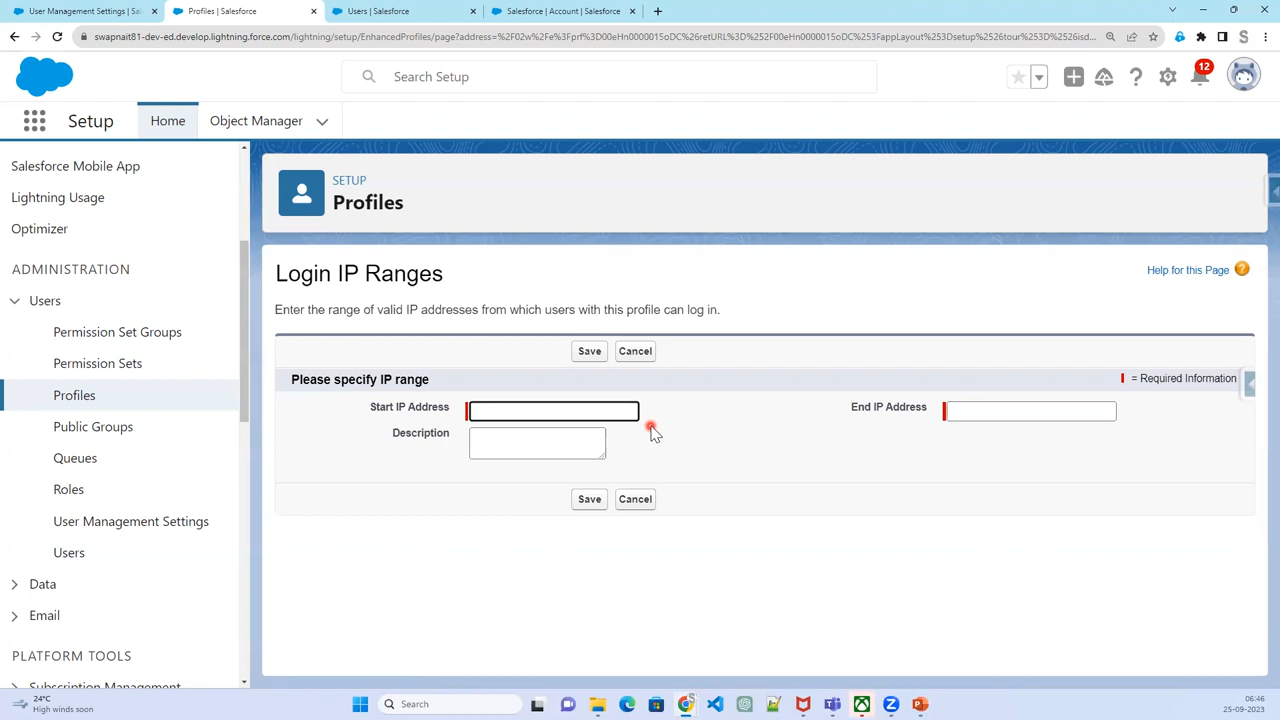 User Management Settings | Sal
Profiles | Salesforce
Users | Salesforce
Salesforce | Account | Salesforce
swapnait81-dev-ed.develop.lightning.force.com/lightning/setup/EnhancedProfiles/page?address=%2F02w%2Fe%3Fprf%3D00eHn0000015oDC%26retURL%3D%252F00eHn0000015oDC%253FappLayout%253Dsetup%2526tour%253D%2526isd...
Search Setup
12
Setup
Home
Object Manager
Salesforce Mobile App
Lightning Usage
Optimizer
ADMINISTRATION
Users
Permission Set Groups
Permission Sets
Profiles
Public Groups
Queues
Roles
User Management Settings
Users
Data
Email
PLATFORM TOOLS
Subscription Management
SETUP
Profiles
Login IP Ranges
Help for this Page
Enter the range of valid IP addresses from which users with this profile can log in.
Save Cancel
Please specify IP range
= Required Information
Start IP Address
End IP Address
Description
Save Cancel
24°C
High winds soon
Search
06:46
25-09-2023